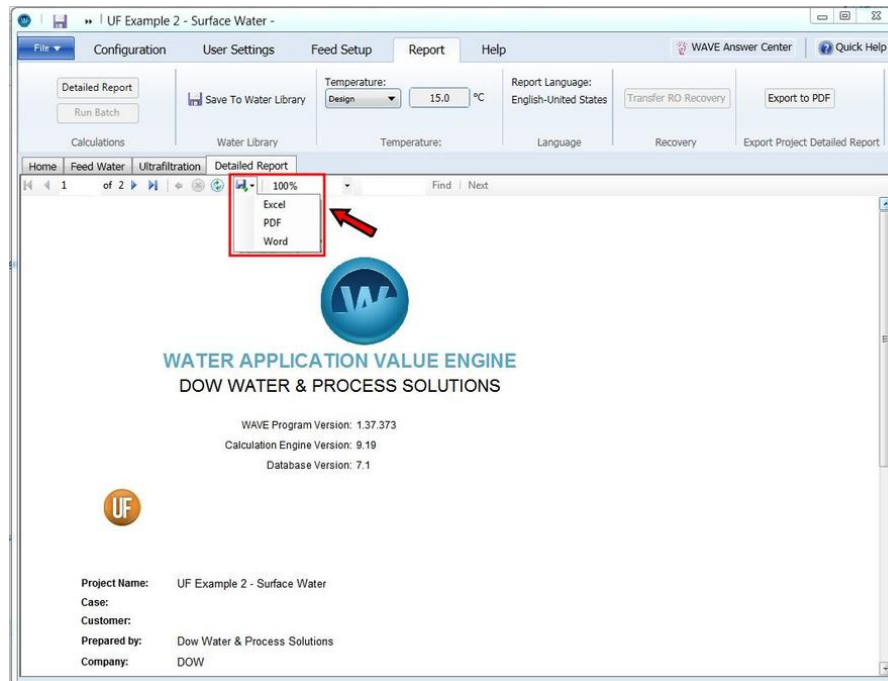 UF Example 2 - Surface Water -
File Configuration User Settings Feed Setup Report Help WAVE Answer Center Quick Help
Detailed Report
Run Batch
Calculations
Save To Water Library
Water Library
Temperature:
Design 15.0 °C
Temperature:
Report Language:
English-United States
Language
Transfer RO Recovery
Recovery
Export to PDF
Export Project Detailed Report
Home Feed Water Ultrafiltration Detailed Report
1 of 2 100% Find | Next
Excel
PDF
Word
W
WATER APPLICATION VALUE ENGINE
DOW WATER & PROCESS SOLUTIONS
WAVE Program Version: 1.37.373
Calculation Engine Version: 9.19
Database Version: 7.1
UF
Project Name: UF Example 2 - Surface Water
Case:
Customer:
Prepared by: Dow Water & Process Solutions
Company: DOW